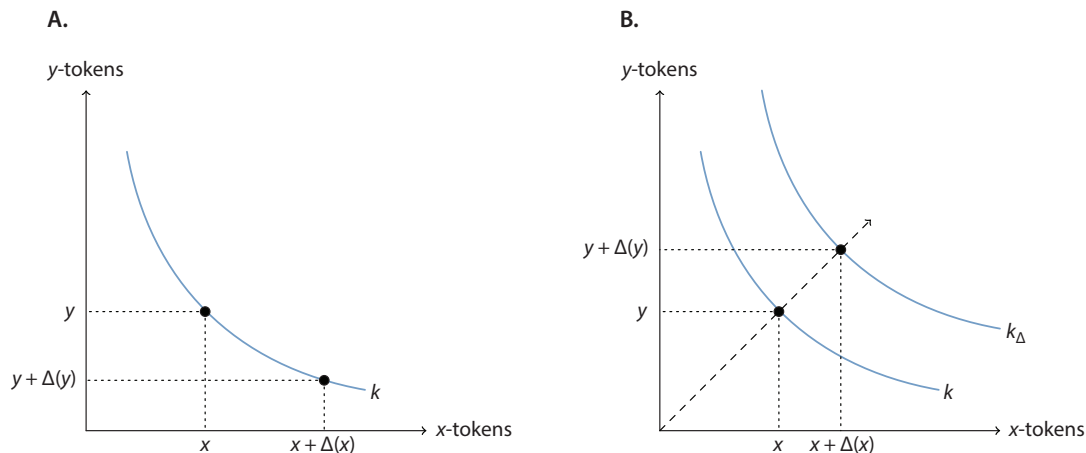 A.
y-tokens
y
y + Δ(y)
k
x
x + Δ(x)
x-tokens
B.
y-tokens
y + Δ(y)
y
k_Δ
k
x
x + Δ(x)
x-tokens